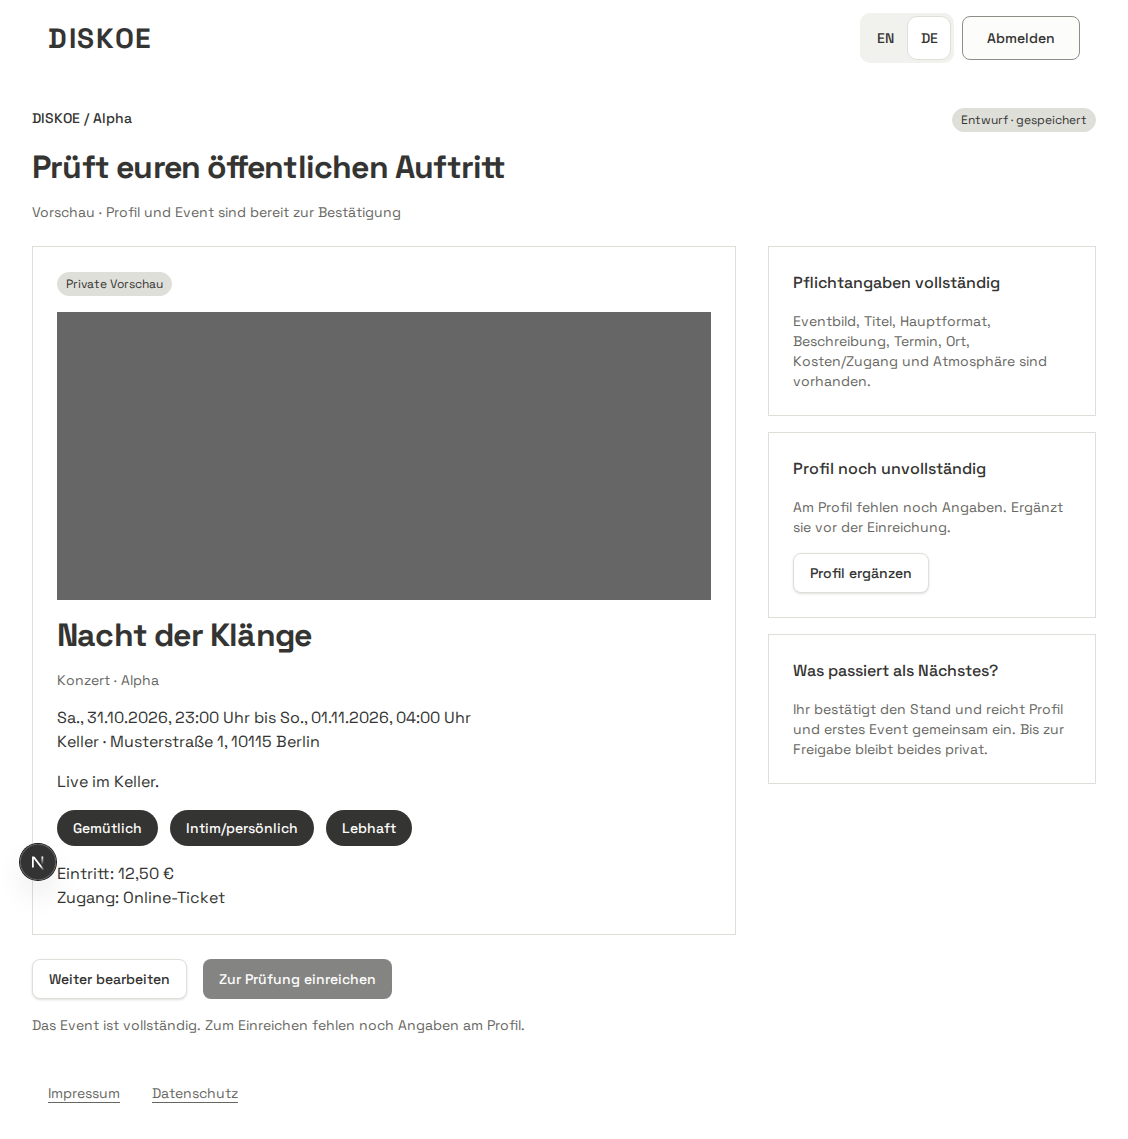 DISKOE
EN
DE
Abmelden
DISKOE / Alpha
Entwurf · gespeichert
Prüft euren öffentlichen Auftritt
Vorschau · Profil und Event sind bereit zur Bestätigung
Private Vorschau
Nacht der Klänge
Konzert · Alpha
Sa., 31.10.2026, 23:00 Uhr bis So., 01.11.2026, 04:00 Uhr
Keller · Musterstraße 1, 10115 Berlin
Live im Keller.
Gemütlich
Intim/persönlich
Lebhaft
N
Eintritt: 12,50 €
Zugang: Online-Ticket
Pflichtangaben vollständig
Eventbild, Titel, Hauptformat,
Beschreibung, Termin, Ort,
Kosten/Zugang und Atmosphäre sind
vorhanden.
Profil noch unvollständig
Am Profil fehlen noch Angaben. Ergänzt
sie vor der Einreichung.
Profil ergänzen
Was passiert als Nächstes?
Ihr bestätigt den Stand und reicht Profil
und erstes Event gemeinsam ein. Bis zur
Freigabe bleibt beides privat.
Weiter bearbeiten
Zur Prüfung einreichen
Das Event ist vollständig. Zum Einreichen fehlen noch Angaben am Profil.
Impressum
Datenschutz